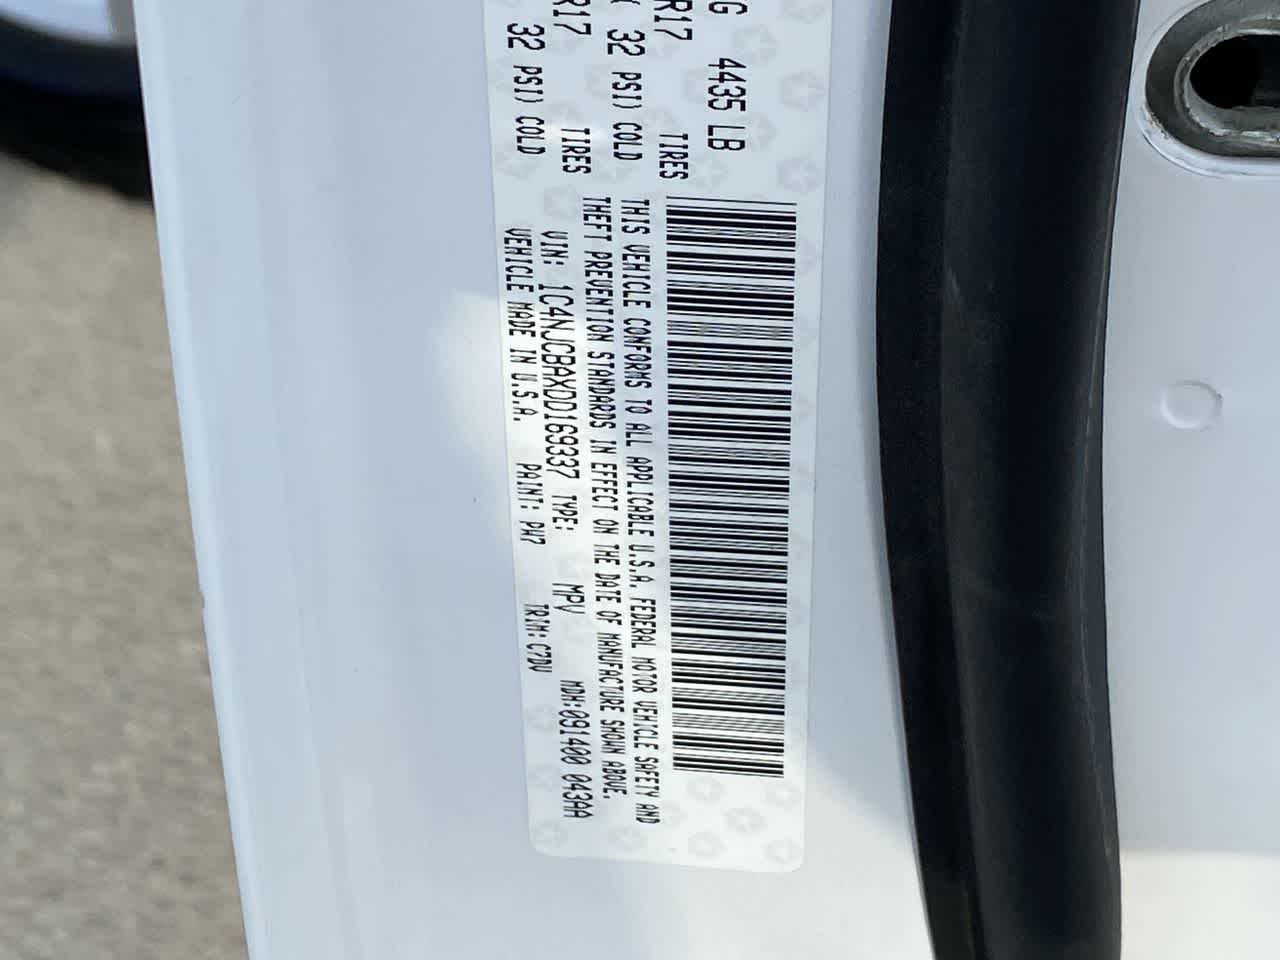 G 4435 LB
R17 TIRES
( 32 PSI) COLD
R17 TIRES
32 PSI) COLD
THIS VEHICLE CONFORMS TO ALL APPLICABLE U.S.A. FEDERAL MOTOR VEHICLE SAFETY AND
THEFT PREVENTION STANDARDS IN EFFECT ON THE DATE OF MANUFACTURE SHOWN ABOVE.
VIN: 1C4NJCBAXDD169337 TYPE: MPV MDH:091400 043AA
VEHICLE MADE IN U.S.A. PAINT: PW7 TRIM: C7DV